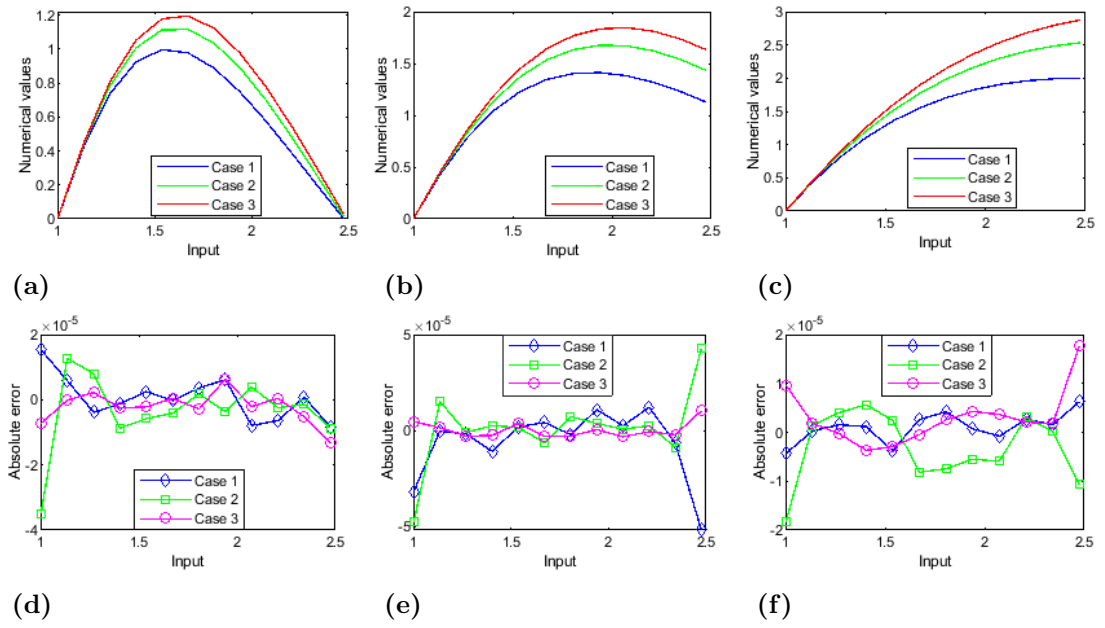 1.2
1
0.8
0.6
0.4
0.2
0
Numerical values
Case 1
Case 2
Case 3
1 1.5 2 2.5
Input
(a)
2
1.5
1
0.5
0
Numerical values
Case 1
Case 2
Case 3
1 1.5 2 2.5
Input
(b)
3
2.5
2
1.5
1
0.5
0
Numerical values
Case 1
Case 2
Case 3
1 1.5 2 2.5
Input
(c)
×10-5
2
0
-2
-4
Absolute error
Case 1
Case 2
Case 3
1 1.5 2 2.5
Input
(d)
×10-5
5
0
-5
Absolute error
Case 1
Case 2
Case 3
1 1.5 2 2.5
Input
(e)
×10-5
2
1
0
-1
-2
Absolute error
Case 1
Case 2
Case 3
1 1.5 2 2.5
Input
(f)